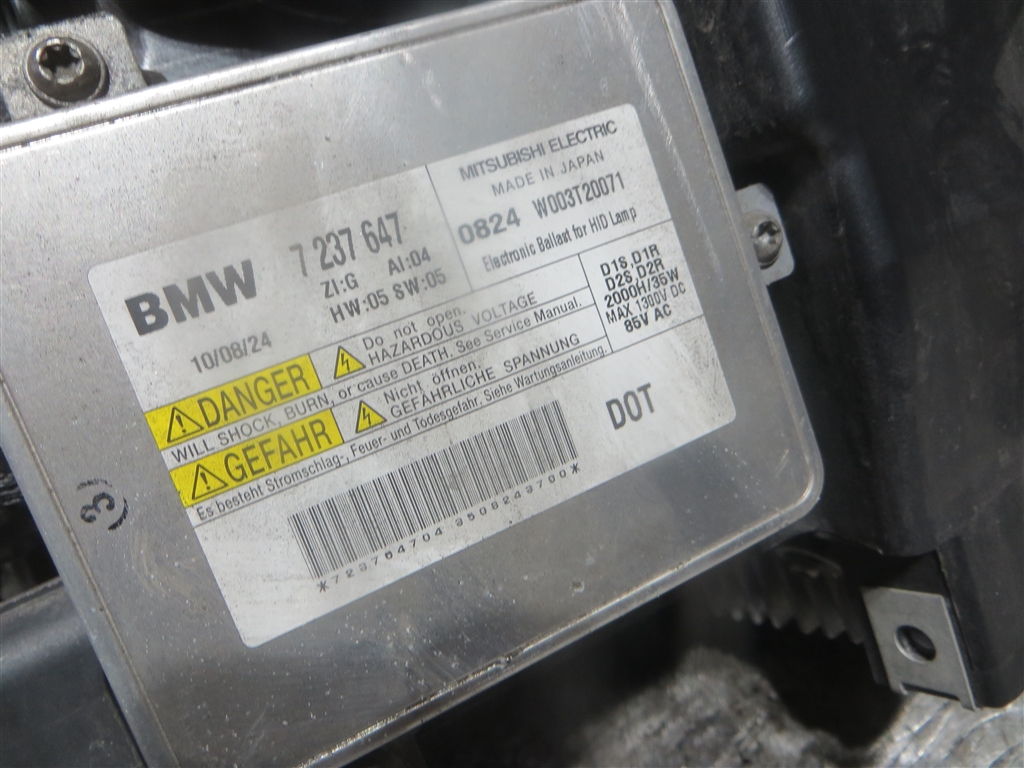 BMW 7 237 647
ZI:G AI:04
HW:05 SW:05
10/08/24
MITSUBISHI ELECTRIC
MADE IN JAPAN
0824 W003T20071
Electronic Ballast for HID Lamp
DANGER
Do not open.
HAZARDOUS VOLTAGE
WILL SHOCK, BURN, or cause DEATH. See Service Manual.
GEFAHR
Nicht öffnen.
GEFÄHRLICHE SPANNUNG
Es besteht Stromschlag-, Feuer- und Todesgefahr. Siehe Wartungsanleitung.
D1S,D1R
D2S,D2R
2000H/35W
MAX 1300V DC
85V AC
DOT
*723764704 3508243700*
3)